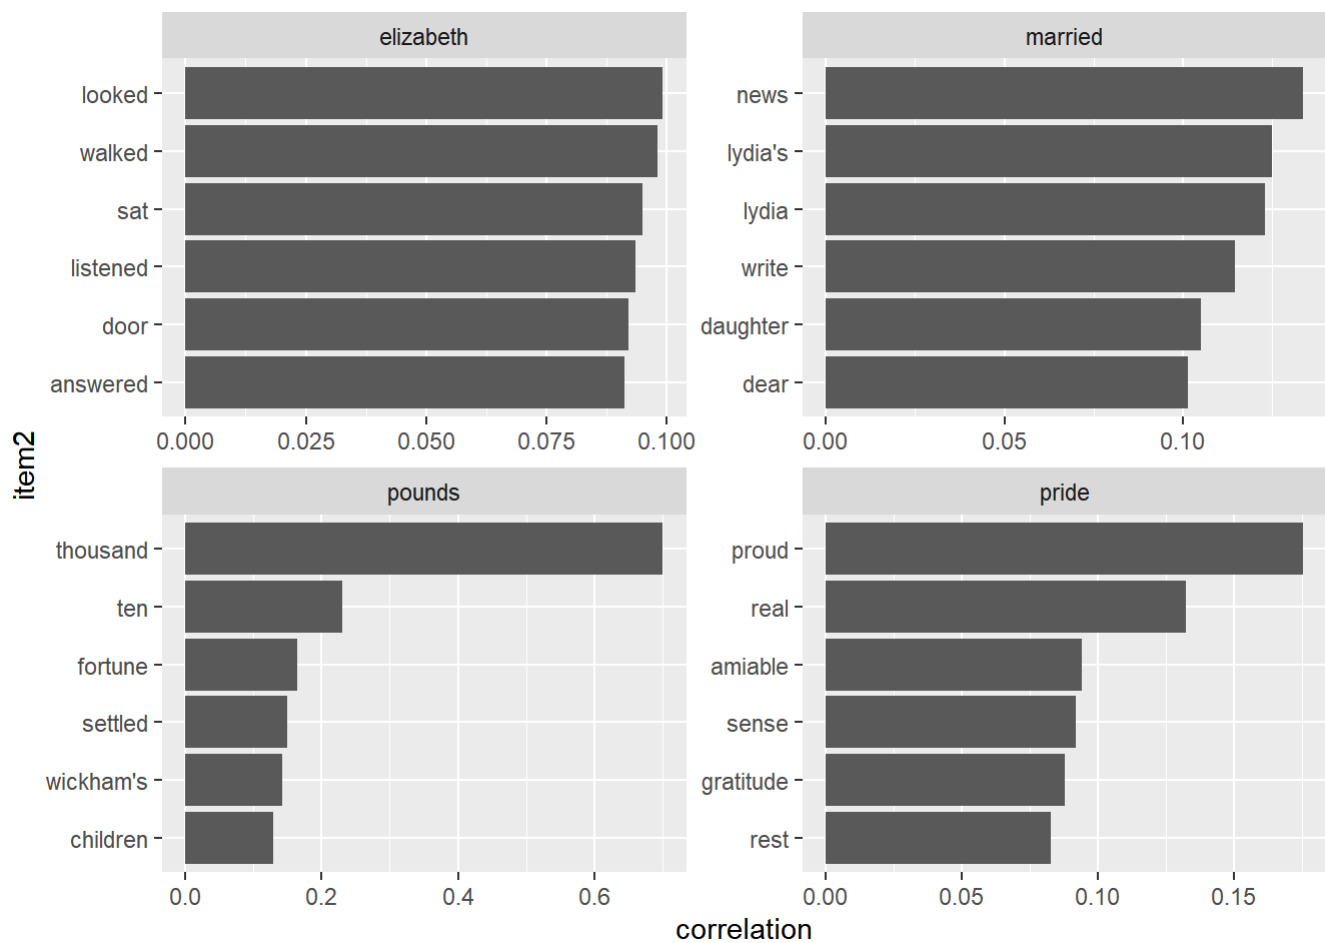 elizabeth
looked
walked
sat
listened
door
answered
0.000 0.025 0.050 0.075 0.100
married
news
lydia's
lydia
write
daughter
dear
0.00 0.05 0.10
pounds
thousand
ten
fortune
settled
wickham's
children
0.0 0.2 0.4 0.6
pride
proud
real
amiable
sense
gratitude
rest
0.00 0.05 0.10 0.15
item2
correlation